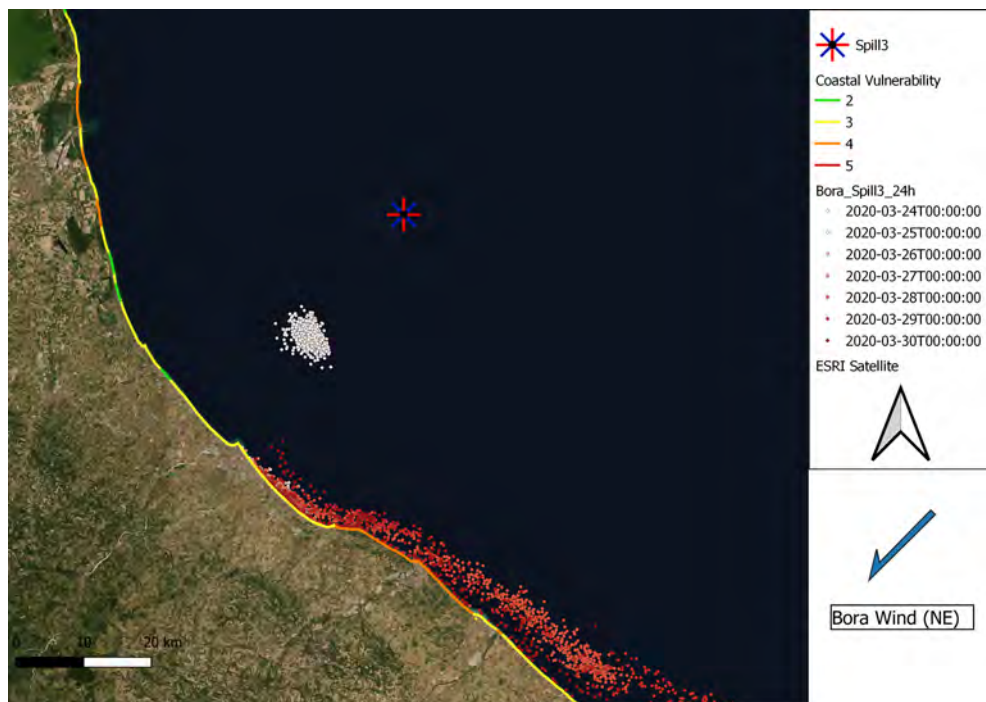 Spill3
Coastal Vulnerability
2
3
4
5
Bora_Spill3_24h
2020-03-24T00:00:00
2020-03-25T00:00:00
2020-03-26T00:00:00
2020-03-27T00:00:00
2020-03-28T00:00:00
2020-03-29T00:00:00
2020-03-30T00:00:00
ESRI Satellite
Bora Wind (NE)
0 10 20 km